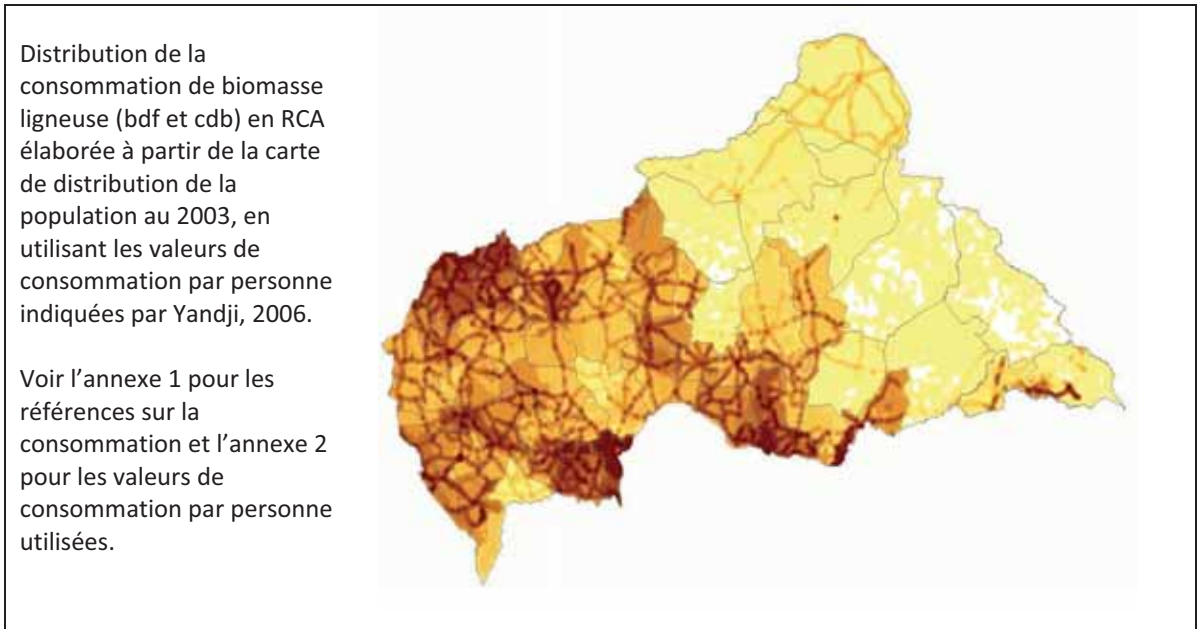 Distribution de la
consommation de biomasse
ligneuse (bdf et cdb) en RCA
élaborée à partir de la carte
de distribution de la
population au 2003, en
utilisant les valeurs de
consommation par personne
indiquées par Yandji, 2006.
Voir l’annexe 1 pour les
références sur la
consommation et l’annexe 2
pour les valeurs de
consommation par personne
utilisées.